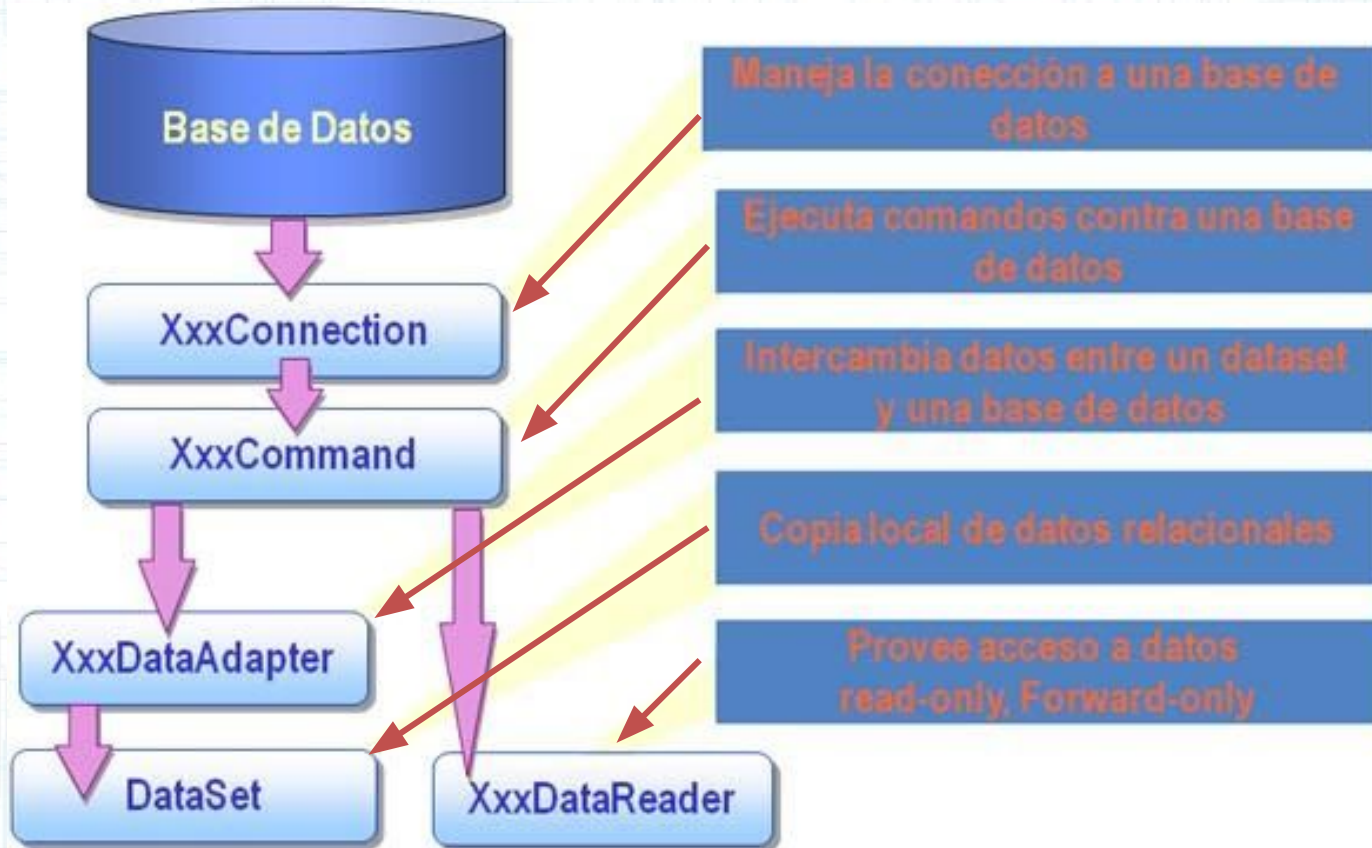 Base de Datos
Maneja la conección a una base de
datos
Ejecuta comandos contra una base
de datos
XxxConnection
Intercambia datos entre un dataset
y una base de datos
XxxCommand
Copia local de datos relacionales
XxxDataAdapter
Provee acceso a datos
read-only, Forward-only
DataSet
XxxDataReader